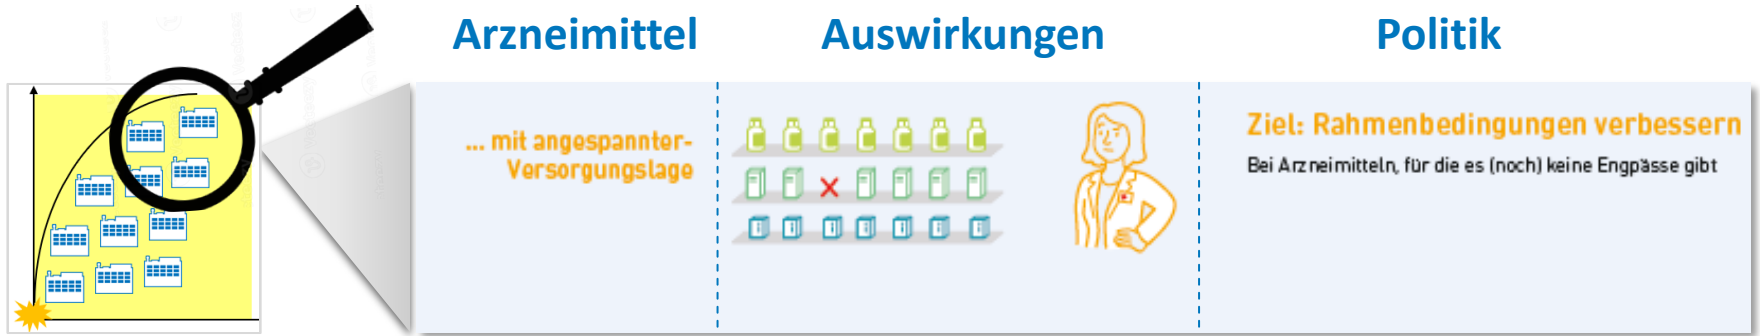 Arzneimittel
Auswirkungen
Politik
... mit angespannter-
Versorgungslage
Ziel: Rahmenbedingungen verbessern
Bei Arzneimitteln, für die es (noch) keine Engpässe gibt